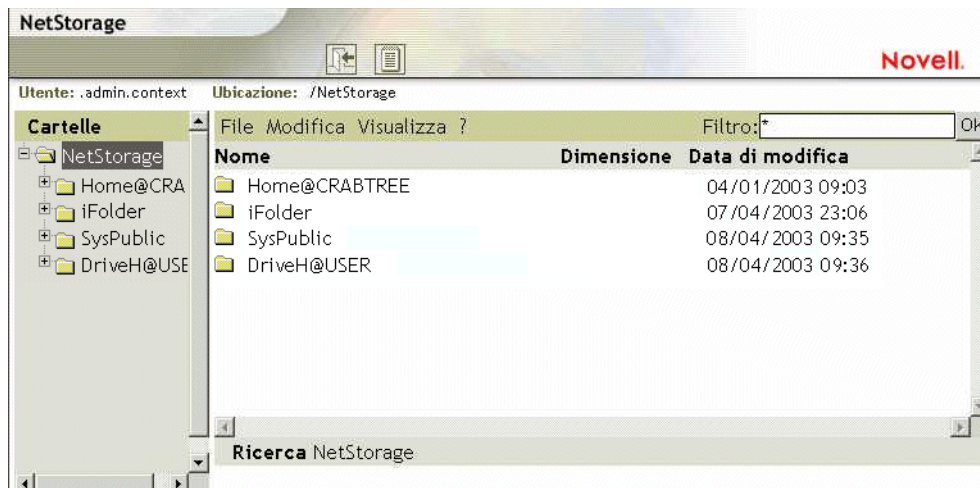 NetStorage
Novell.
Utente: .admin.context Ubicazione: /NetStorage
Cartelle
NetStorage
Home@CRA
iFolder
SysPublic
DriveH@USE
File Modifica Visualizza ? Filtro:* Ok
Nome Dimensione Data di modifica
Home@CRABTREE 04/01/2003 09:03
iFolder 07/04/2003 23:06
SysPublic 08/04/2003 09:35
DriveH@USER 08/04/2003 09:36
Ricerca NetStorage